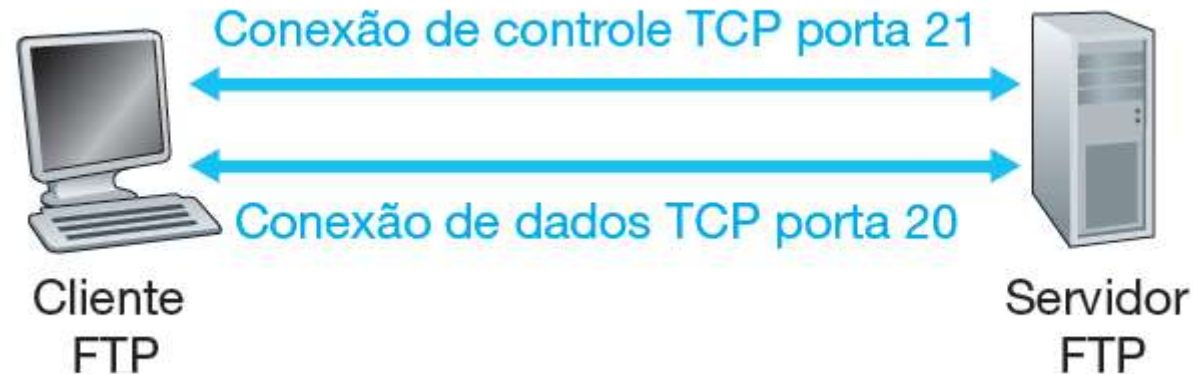 Conexão de controle TCP porta 21
Conexão de dados TCP porta 20
Cliente
FTP
Servidor
FTP